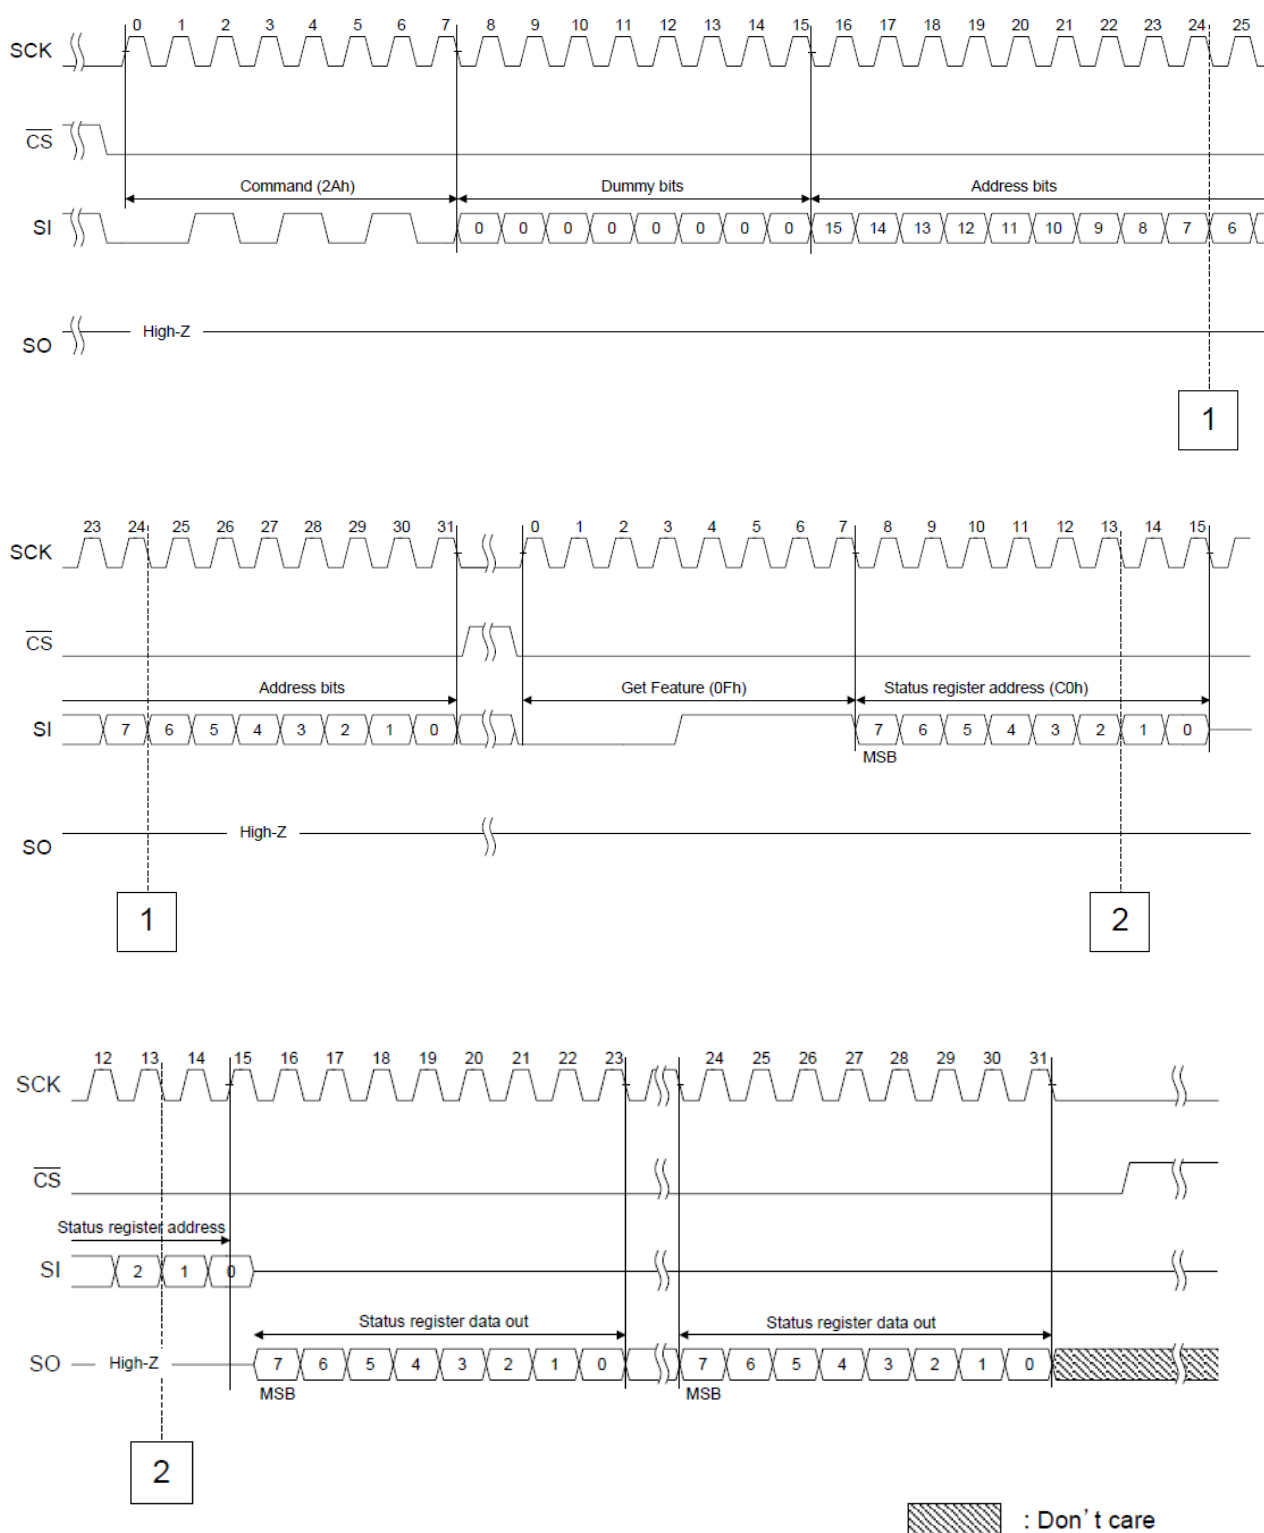 0 1 2 3 4 5 6 7 8 9 10 11 12 13 14 15 16 17 18 19 20 21 22 23 24 25
SCK
CS
Command (2Ah) Dummy bits Address bits
SI 0 0 0 0 0 0 0 0 15 14 13 12 11 10 9 8 7 6
High-Z
SO
1
23 24 25 26 27 28 29 30 31 0 1 2 3 4 5 6 7 8 9 10 11 12 13 14 15
SCK
CS
Address bits Get Feature (0Fh) Status register address (C0h)
SI 7 6 5 4 3 2 1 0 7 6 5 4 3 2 1 0
MSB
High-Z
SO
1 2
12 13 14 15 16 17 18 19 20 21 22 23 24 25 26 27 28 29 30 31
SCK
CS
Status register address
SI 2 1 0
Status register data out Status register data out
SO High-Z 7 6 5 4 3 2 1 0 7 6 5 4 3 2 1 0
MSB MSB
2
: Don't care